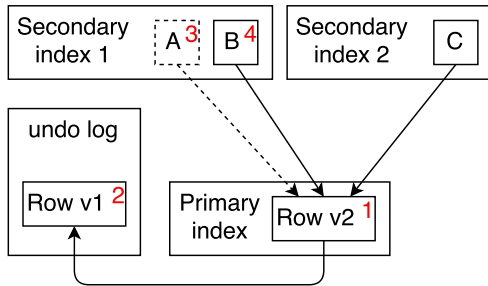 Secondary index 1
A 3
B 4
Secondary index 2
C
undo log
Row v1 2
Primary index
Row v2 1